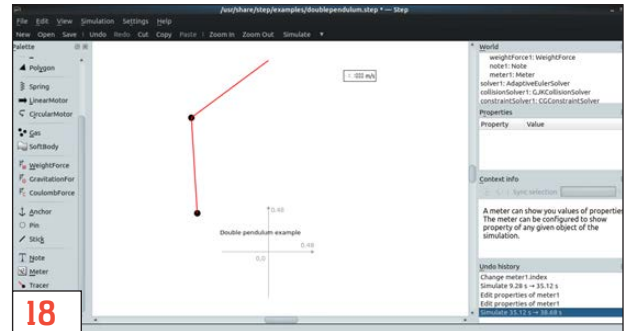 /usr/share/step/examples/doublependulum.step * — Step
File Edit View Simulation Settings Help
New Open Save Undo Redo Cut Copy Paste Zoom In Zoom Out Simulate
Palette
Polygon
Spring
LinearMotor
CircularMotor
Gas
SoftBody
WeightForce
GravitationFor
CoulombForce
Anchor
Pin
Stick
Note
Meter
Tracer
18
m/s
0.48
Double pendulum example
0.48
0,0
World
weightForce1: WeightForce
note1: Note
meter1: Meter
solver1: AdaptiveEulerSolver
collisionSolver1: GJKCollisionSolver
constraintSolver1: CGConstraintSolver
Properties
Property Value
Context info
Sync selection
A meter can show you values of properties
The meter can be configured to show
property of any given object of the
simulation.
Undo history
Change meter1.index
Simulate 9.28 s → 35.12 s
Edit properties of meter1
Edit properties of meter1
Simulate 35.12 s → 38.68 s